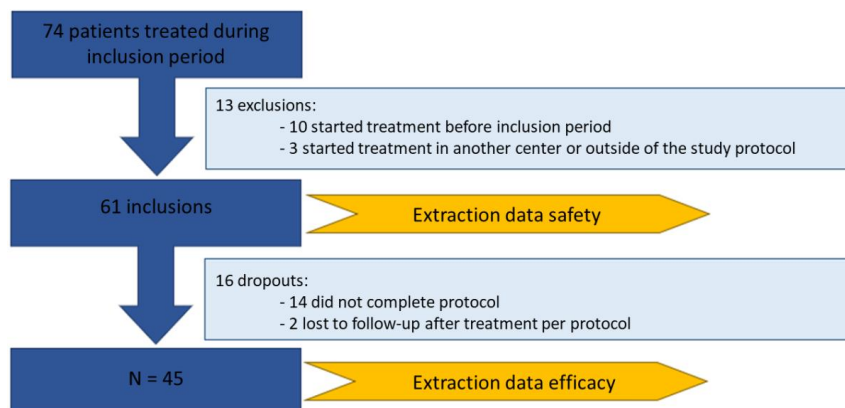 74 patients treated during
inclusion period
13 exclusions:
- 10 started treatment before inclusion period
- 3 started treatment in another center or outside of the study protocol
61 inclusions
Extraction data safety
16 dropouts:
- 14 did not complete protocol
- 2 lost to follow-up after treatment per protocol
N = 45
Extraction data efficacy